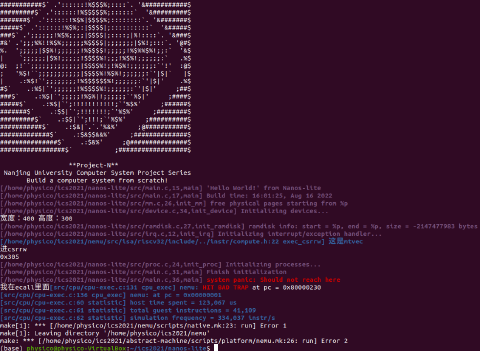 **Project-N**
Nanjing University Computer System Project Series
Build a computer system from scratch!
[/home/physico/ics2021/nanos-lite/src/main.c,15,main] 'Hello World!' from Nanos-lite
[/home/physico/ics2021/nanos-lite/src/main.c,16,main] Build time: 16:01:25, Aug 16 2022
[/home/physico/ics2021/nanos-lite/src/mm.c,26,init_mm] free physical pages starting from %p
[/home/physico/ics2021/nanos-lite/src/device.c,34,init_device] Initializing devices...
宽度：400 高度：300
[/home/physico/ics2021/nanos-lite/src/ramdisk.c,27,init_ramdisk] ramdisk info: start = %p, end = %p, size = -2147477983 bytes
[/home/physico/ics2021/nanos-lite/src/irq.c,12,init_irq] Initializing interrupt/exception handler...
[/home/physico/ics2021/nemu/src/isa/riscv32/include/../instr/compute.h:22 exec_csrrw] 这是mtvec
进csrrw
0x305
[/home/physico/ics2021/nanos-lite/src/proc.c,24,init_proc] Initializing processes...
[/home/physico/ics2021/nanos-lite/src/main.c,31,main] Finish initialization
[/home/physico/ics2021/nanos-lite/src/main.c,36,main] system panic: Should not reach here
我在ecall里面[src/cpu/cpu-exec.c:131 cpu_exec] nemu: HIT BAD TRAP at pc = 0x80000230
[src/cpu/cpu-exec.c:136 cpu_exec] nemu: at pc = 0x00000001
[src/cpu/cpu-exec.c:60 statistic] host time spent = 123,087 us
[src/cpu/cpu-exec.c:61 statistic] total guest instructions = 41,109
[src/cpu/cpu-exec.c:62 statistic] simulation frequency = 334,037 instr/s
make[1]: *** [/home/physico/ics2021/nemu/scripts/native.mk:23: run] Error 1
make[1]: Leaving directory '/home/physico/ics2021/nemu'
make: *** [/home/physico/ics2021/abstract-machine/scripts/platform/nemu.mk:26: run] Error 2
(base) physico@physico-VirtualBox:~/ics2021/nanos-lite$